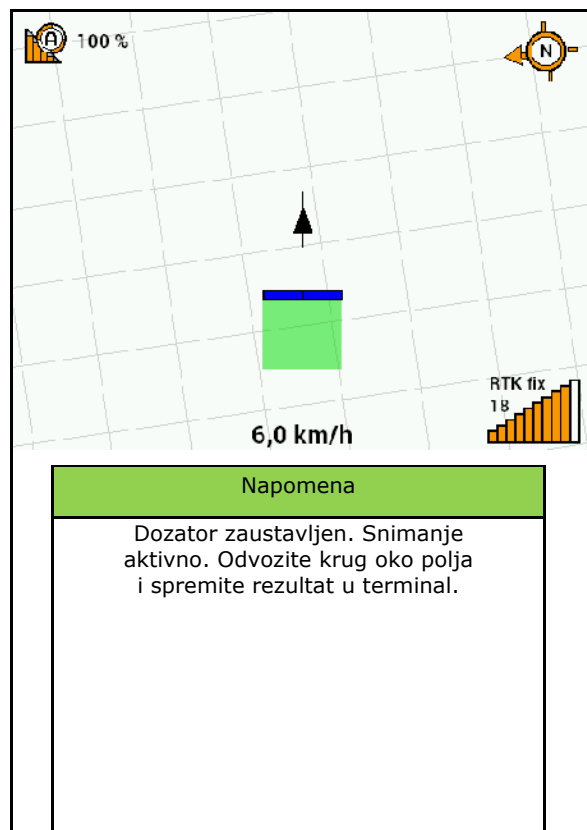 A 100 %
N
RTK fix
18
6,0 km/h
Napomena
Dozator zaustavljen. Snimanje
aktivno. Odvozite krug oko polja
i spremite rezultat u terminal.